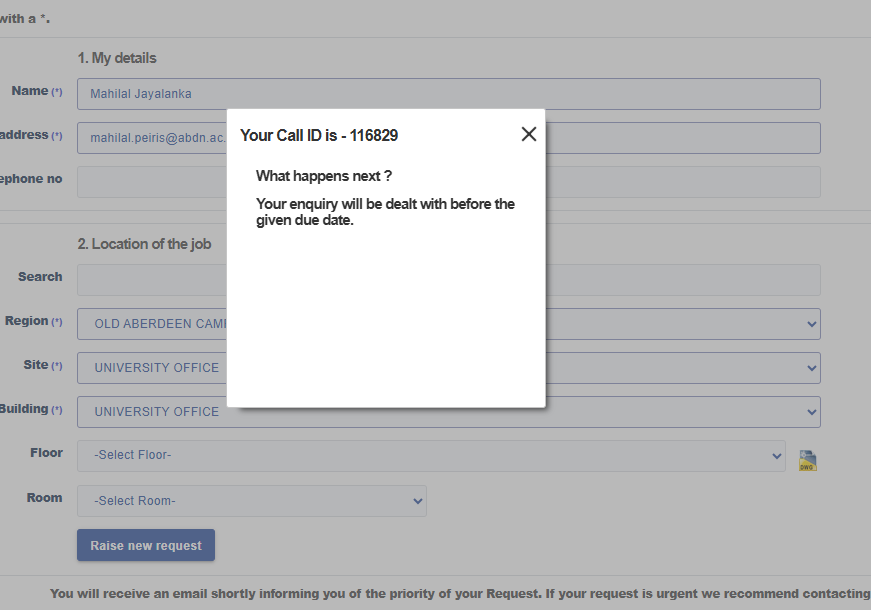 with a *.
1. My details
Name (*)
Mahilal Jayalanka
address (*)
mahilal.peiris@abdn.ac.
ephone no
Your Call ID is - 116829
What happens next ?
Your enquiry will be dealt with before the
given due date.
2. Location of the job
Search
Region (*)
OLD ABERDEEN CAM
Site (*)
UNIVERSITY OFFICE
Building (*)
UNIVERSITY OFFICE
Floor
-Select Floor-
DWG
Room
-Select Room-
Raise new request
You will receive an email shortly informing you of the priority of your Request. If your request is urgent we recommend contacting